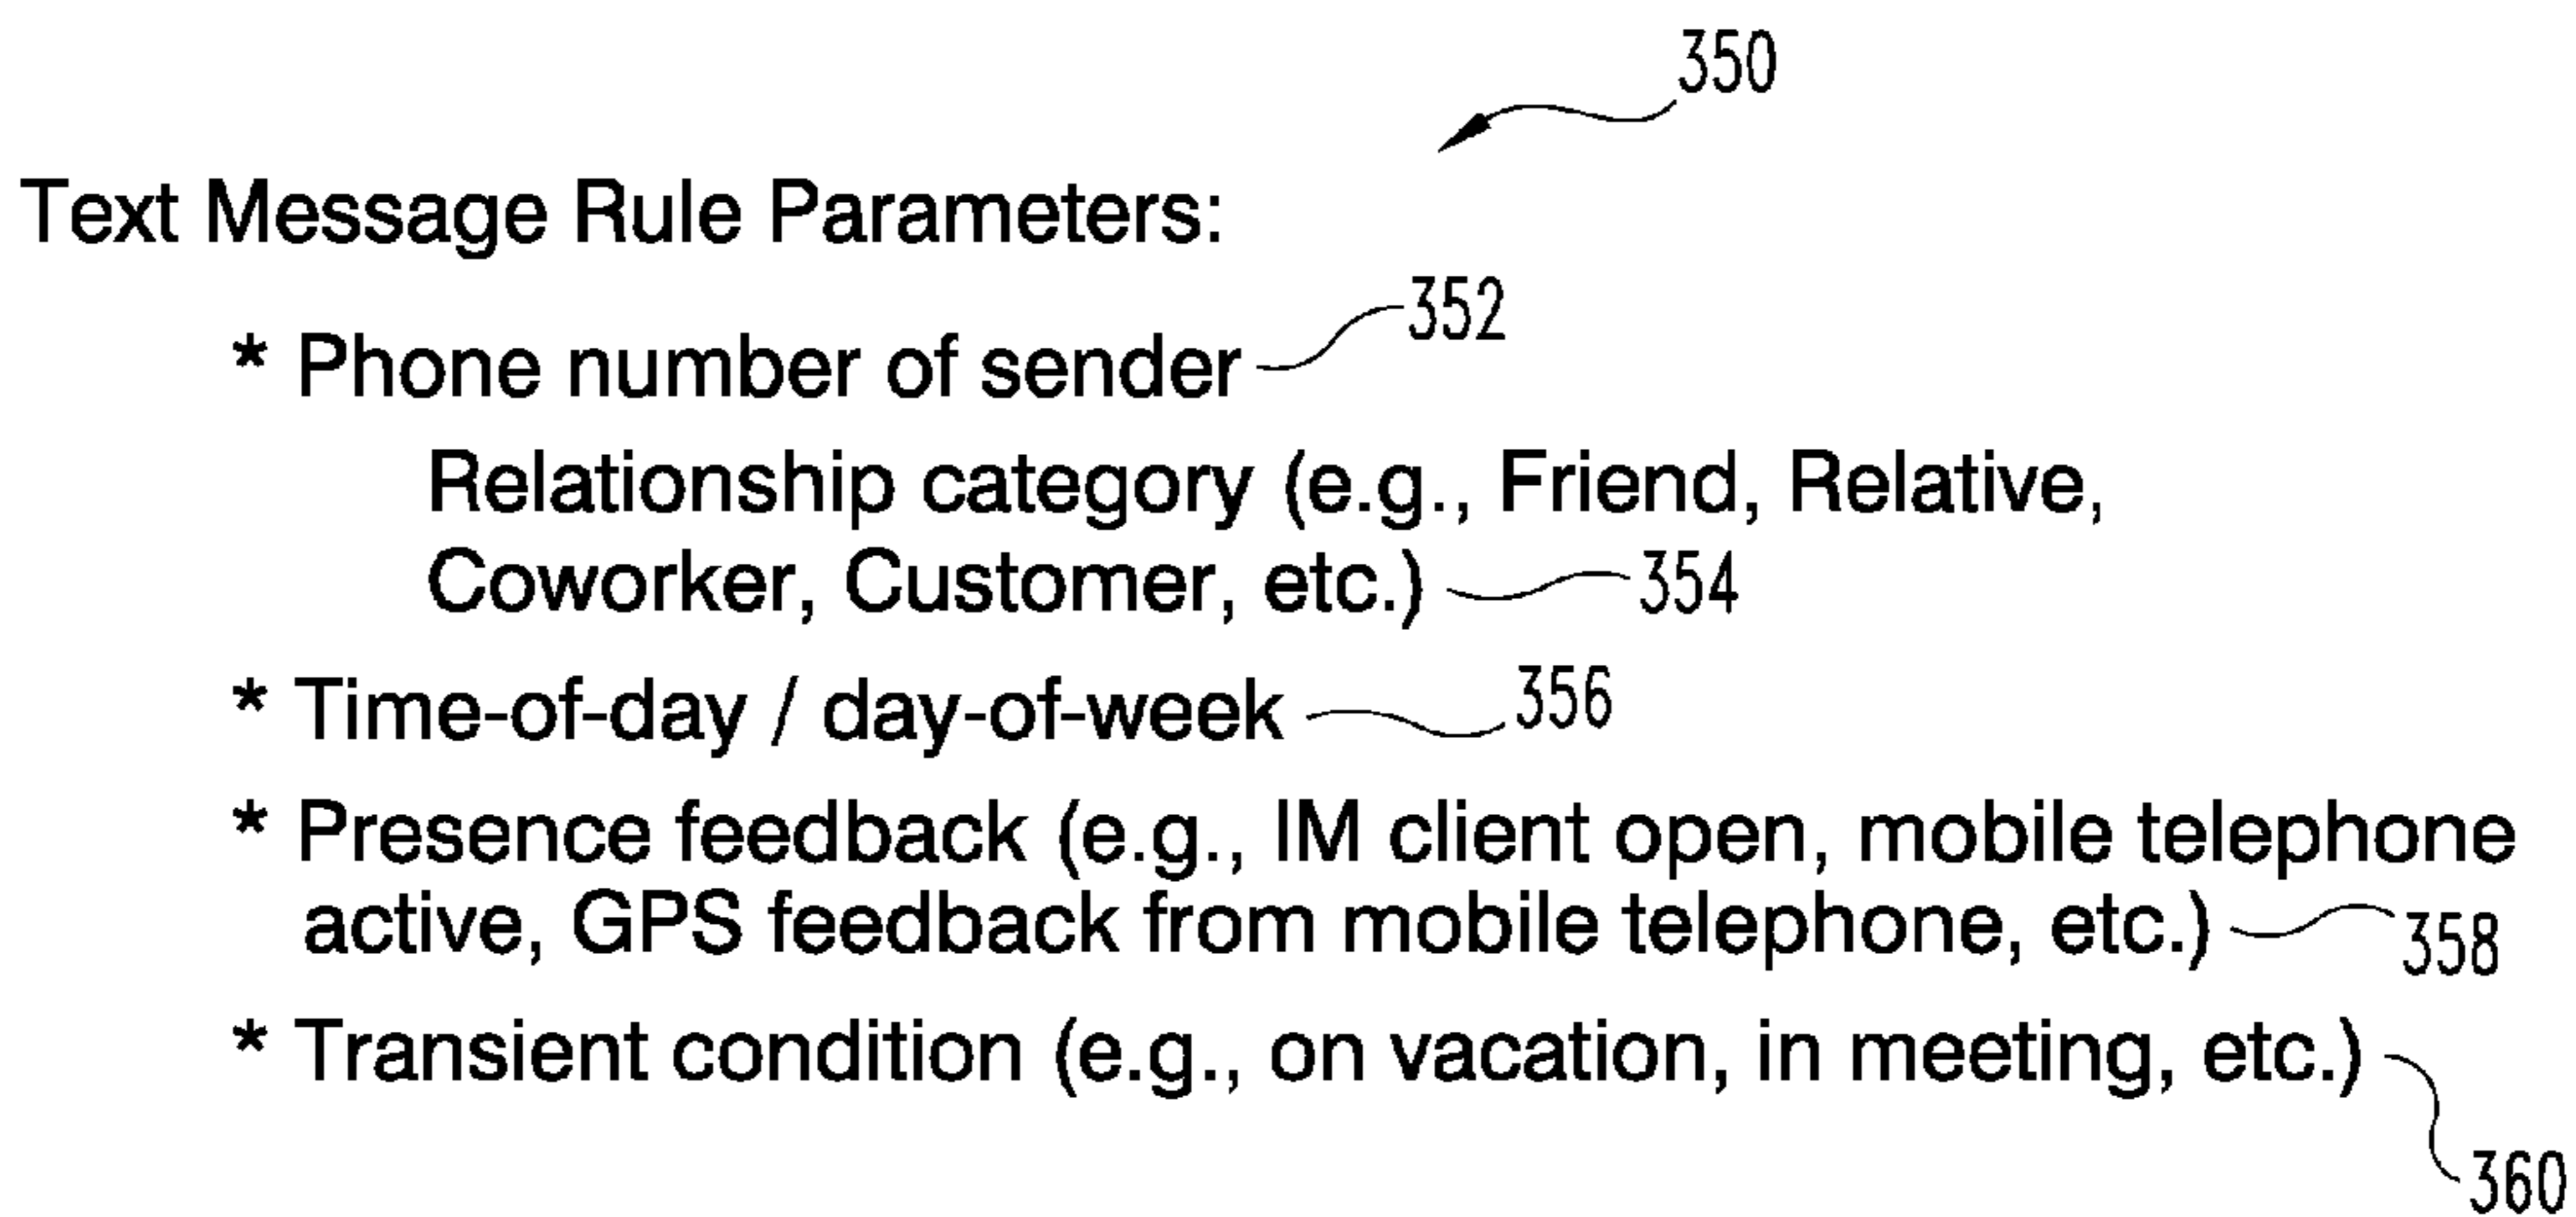 350
Text Message Rule Parameters:
* Phone number of sender 352
Relationship category (e.g., Friend, Relative,
Coworker, Customer, etc.) 354
* Time-of-day / day-of-week 356
* Presence feedback (e.g., IM client open, mobile telephone
active, GPS feedback from mobile telephone, etc.) 358
* Transient condition (e.g., on vacation, in meeting, etc.)
360